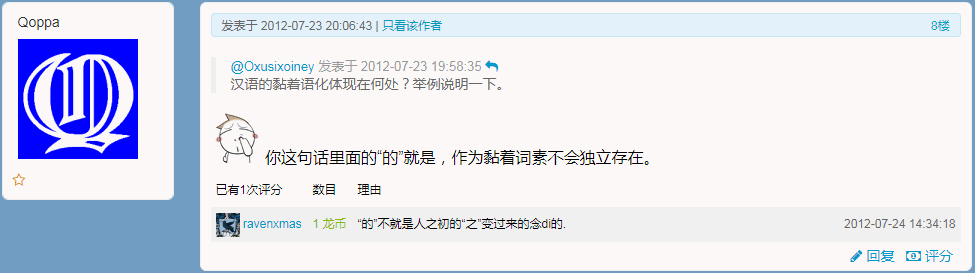 Qoppa
发表于 2012-07-23 20:06:43 | 只看该作者 8楼
@Oxusixoiney 发表于 2012-07-23 19:58:35
汉语的黏着语化体现在何处？举例说明一下。
你这句话里面的“的”就是，作为黏着词素不会独立存在。
已有1次评分 数目 理由
ravenxmas 1 龙币 “的”不就是人之初的“之”变过来的念di的. 2012-07-24 14:34:18
回复 评分